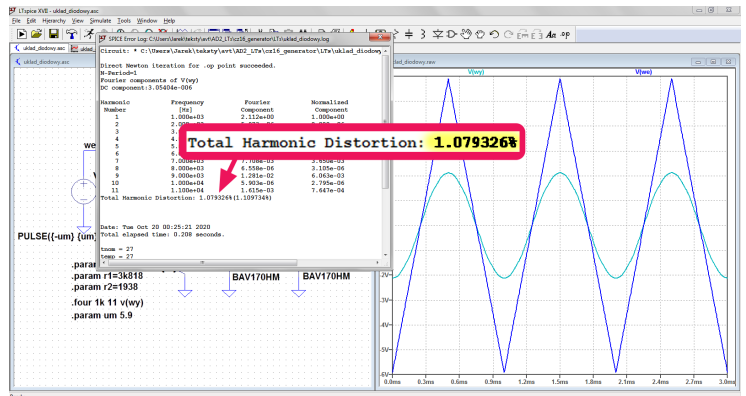 LTspice XVII - uklad_diodowy.asc
File Edit Hierarchy View Simulate Tools Window Help
uklad_diodowy.asc
uklad_diodowy.asc
SPICE Error Log: C:\Users\Jarek\teksty\avt\AD2_LTs\cz16_generator\LTs\uklad_diodowy.log
Circuit: * C:\Users\Jarek\teksty\avt\AD2_LTs\cz16_generator\LTs\uklad_diodowy
Direct Newton iteration for .op point succeeded.
N-Period=1
Fourier components of V(wy)
DC component:3.05404e-006
Harmonic Frequency Fourier Normalized
Number [Hz] Component Component
1 1.000e+03 2.112e+00 1.000e+00
2
3
4
5
6
7
8 8.000e+03 6.558e-06 3.105e-06
9 9.000e+03 1.281e-02 6.063e-03
10 1.000e+04 5.903e-06 2.795e-06
11 1.100e+04 1.615e-03 7.647e-04
Total Harmonic Distortion: 1.079326%(1.109734%)
Total Harmonic Distortion: 1.079326%
Date: Tue Oct 20 00:25:21 2020
Total elapsed time: 0.208 seconds.
tnom = 27
temp = 27
we
PULSE({-um} {um}
.param r1=3k818
.param r2=1938
.four 1k 11 v(wy)
.param um 5.9
BAV170HM
BAV170HM
V(wy)
V(we)
-2V
-3V
-4V
-5V
-6V
0.0ms 0.3ms 0.6ms 0.9ms 1.2ms 1.5ms 1.8ms 2.1ms 2.4ms 2.7ms 3.0ms